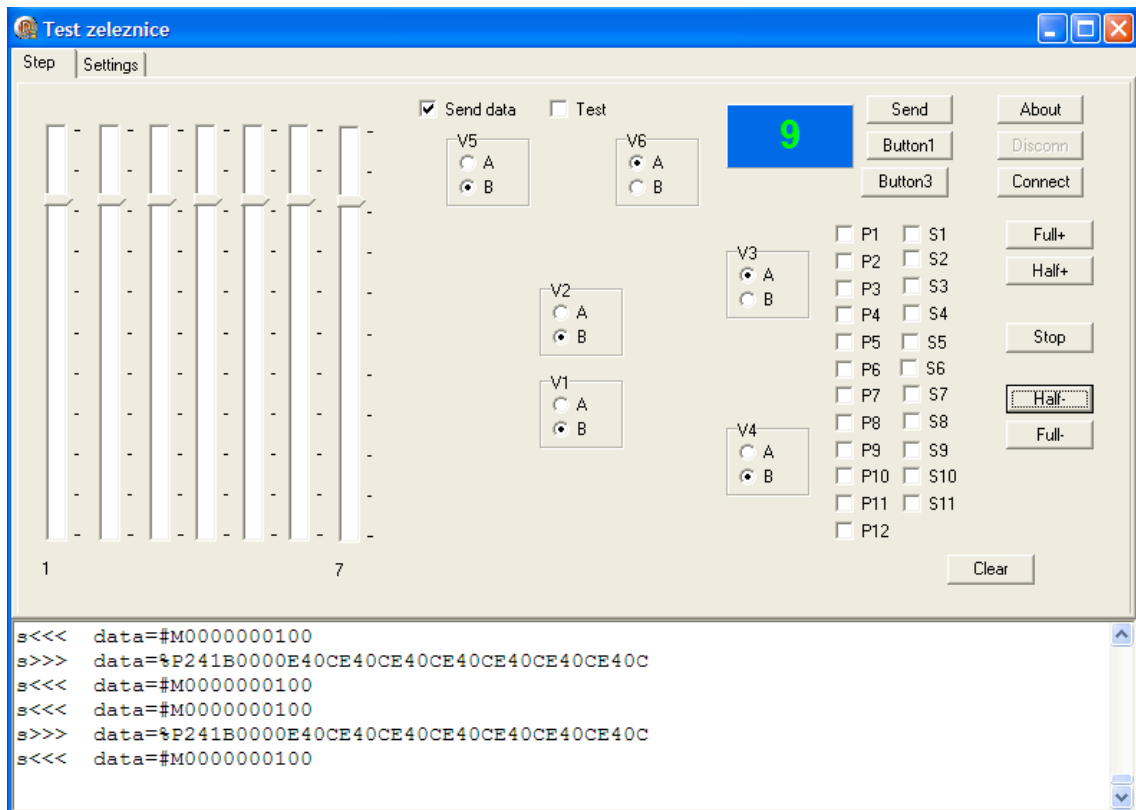 Test zeleznice
Step Settings
Send data Test
V5
A
B
V6
A
B
9
Send About
Button1 Disconn
Button3 Connect
V3
A
B
V2
A
B
V1
A
B
V4
A
B
P1 S1
P2 S2
P3 S3
P4 S4
P5 S5
P6 S6
P7 S7
P8 S8
P9 S9
P10 S10
P11 S11
P12
Full+
Half+
Stop
Half-
Full-
Clear
1 7
s<<< data=#M0000000100
s>>> data=%P241B0000E40CE40CE40CE40CE40CE40CE40C
s<<< data=#M0000000100
s<<< data=#M0000000100
s>>> data=%P241B0000E40CE40CE40CE40CE40CE40CE40C
s<<< data=#M0000000100